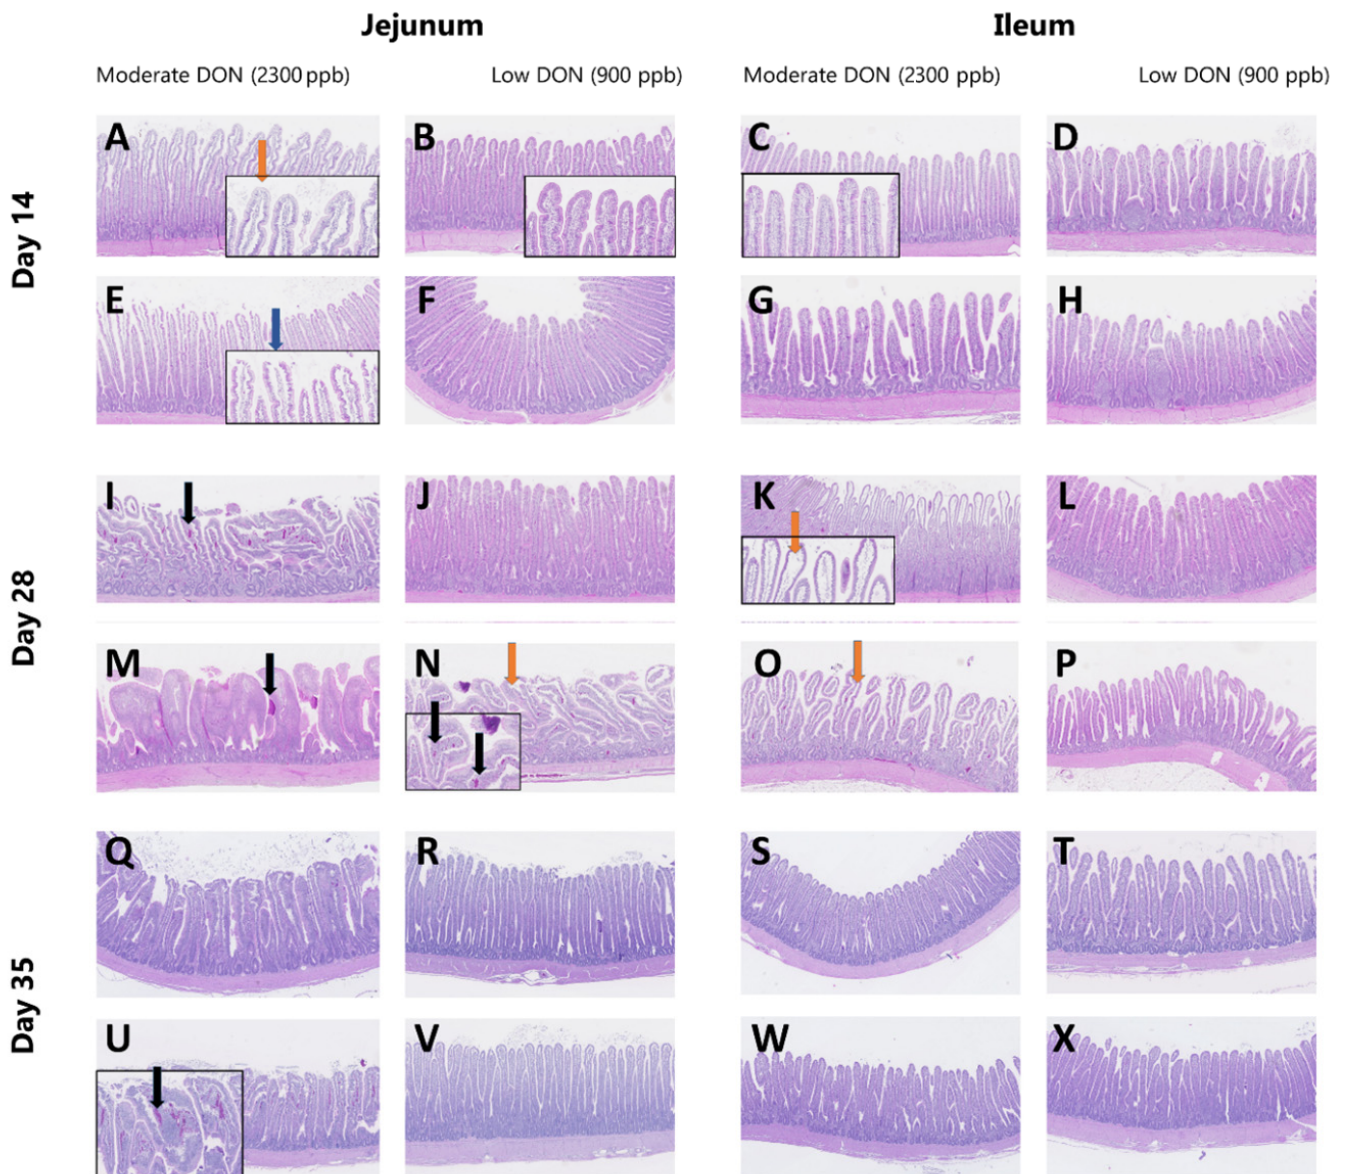 Jejunum Ileum
Moderate DON (2300 ppb) Low DON (900 ppb) Moderate DON (2300 ppb) Low DON (900 ppb)
Day 14
A B C D
E F G H
Day 28
I J K L
M N O P
Day 35
Q R S T
U V W X